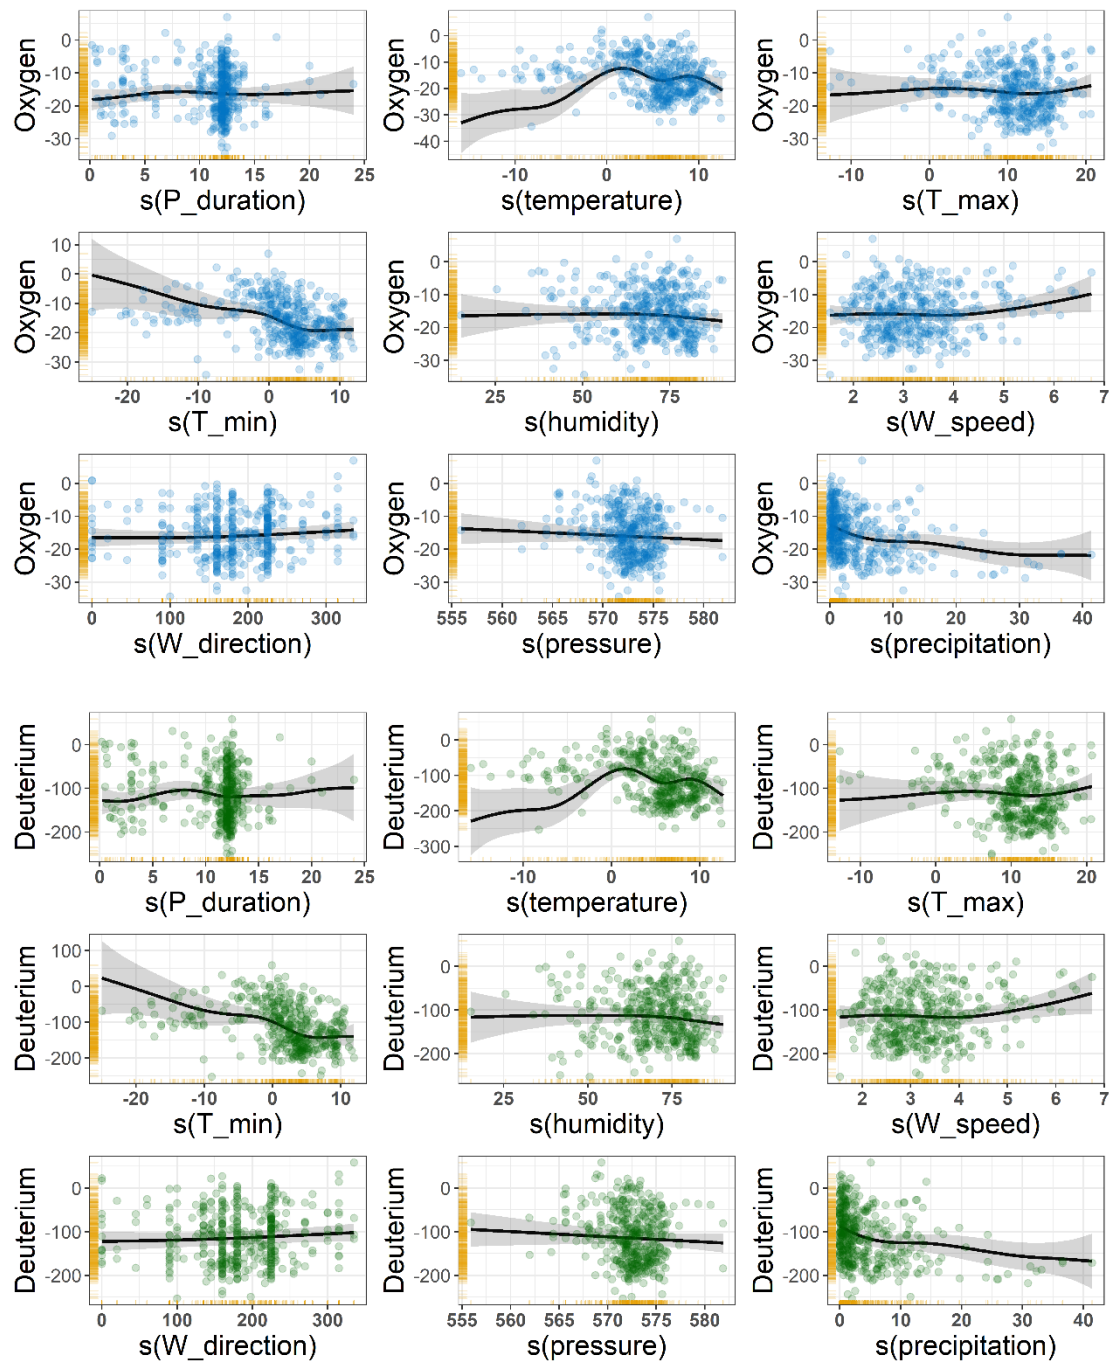 Oxygen Oxygen Oxygen
0 0 0
-10 -10 -10
-20 -20 -20
-30 -30 -30
-40
0 5 10 15 20 25 -10 0 10 -10 0 10 20
s(P_duration) s(temperature) s(T_max)
Oxygen Oxygen Oxygen
10 0 0
0 -10 -10
-10 -20 -20
-20 -30 -30
-30
-20 -10 0 10 25 50 75 2 3 4 5 6 7
s(T_min) s(humidity) s(W_speed)
Oxygen Oxygen Oxygen
0 0 0
-10 -10 -10
-20 -20 -20
-30 -30 -30
0 100 200 300 555 560 565 570 575 580 0 10 20 30 40
s(W_direction) s(pressure) s(precipitation)
Deuterium Deuterium Deuterium
0 0 0
-100 -100 -100
-200 -200 -200
-300
0 5 10 15 20 25 -10 0 10 -10 0 10 20
s(P_duration) s(temperature) s(T_max)
Deuterium Deuterium Deuterium
100 0 0
0 -100 -100
-100 -200 -200
-200
-20 -10 0 10 25 50 75 2 3 4 5 6 7
s(T_min) s(humidity) s(W_speed)
Deuterium Deuterium Deuterium
0 0 0
-100 -100 -100
-200 -200 -200
0 100 200 300 555 560 565 570 575 580 0 10 20 30 40
s(W_direction) s(pressure) s(precipitation)